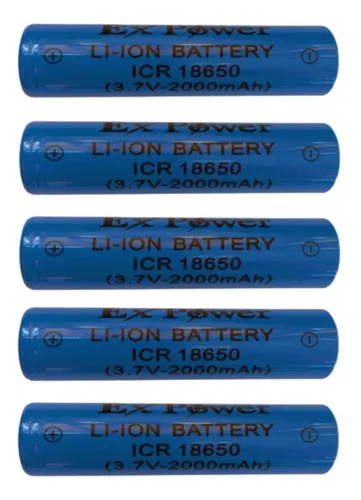 Ex Power
LI-ION BATTERY
ICR 18650
(3.7V-2000mAh)
Ex Power
LI-ION BATTERY
ICR 18650
(3.7V-2000mAh)
Ex Power
LI-ION BATTERY
ICR 18650
(3.7V-2000mAh)
Ex Power
LI-ION BATTERY
ICR 18650
(3.7V-2000mAh)
Ex Power
LI-ION BATTERY
ICR 18650
(3.7V-2000mAh)